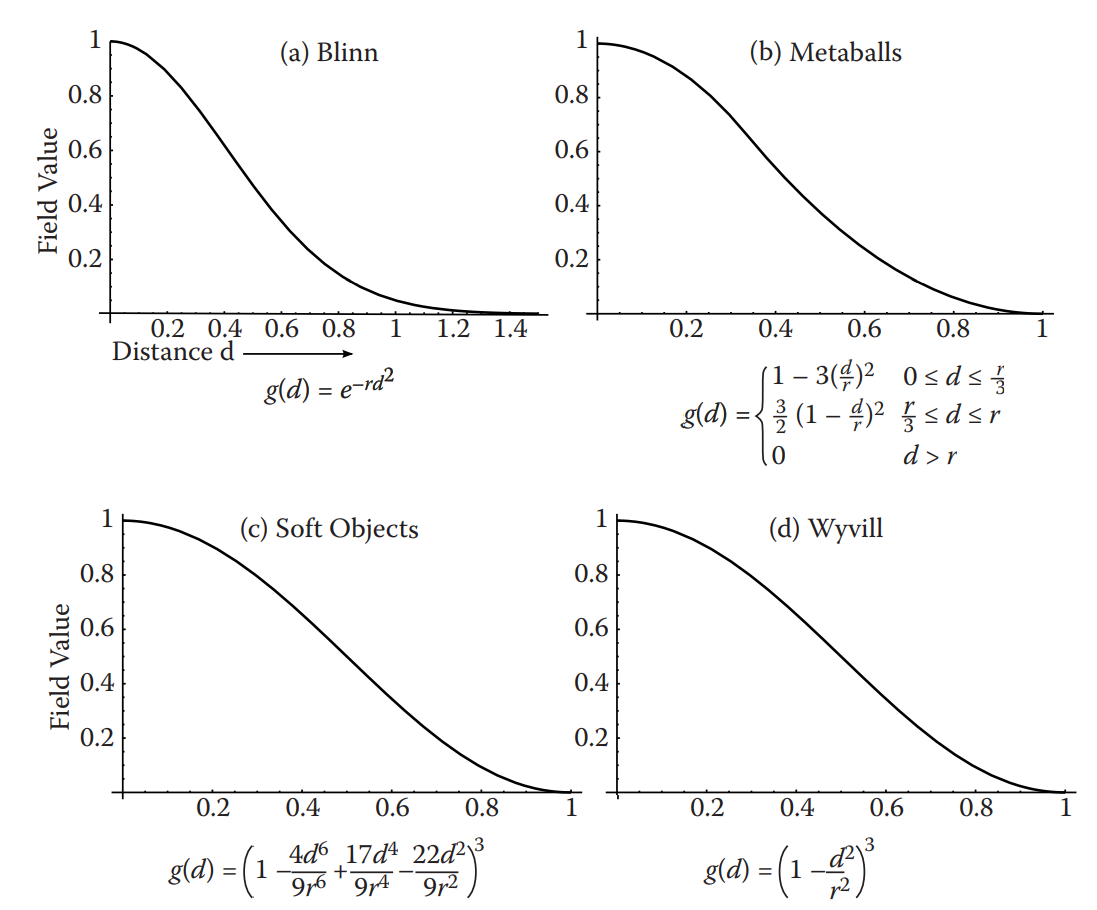 (a) Blinn
Field Value
1
0.8
0.6
0.4
0.2
0.2 0.4 0.6 0.8 1 1.2 1.4
Distance d
g(d) = e^{−rd^2}
(b) Metaballs
1
0.8
0.6
0.4
0.2
0.2 0.4 0.6 0.8 1
g(d) = { 1 − 3(d/r)^2   0 ≤ d ≤ r/3
3/2 (1 − d/r)^2   r/3 ≤ d ≤ r
0   d > r
(c) Soft Objects
Field Value
1
0.8
0.6
0.4
0.2
0.2 0.4 0.6 0.8 1
g(d) = (1 − 4d^6/9r^6 + 17d^4/9r^4 − 22d^2/9r^2)^3
(d) Wyvill
1
0.8
0.6
0.4
0.2
0.2 0.4 0.6 0.8 1
g(d) = (1 − d^2/r^2)^3